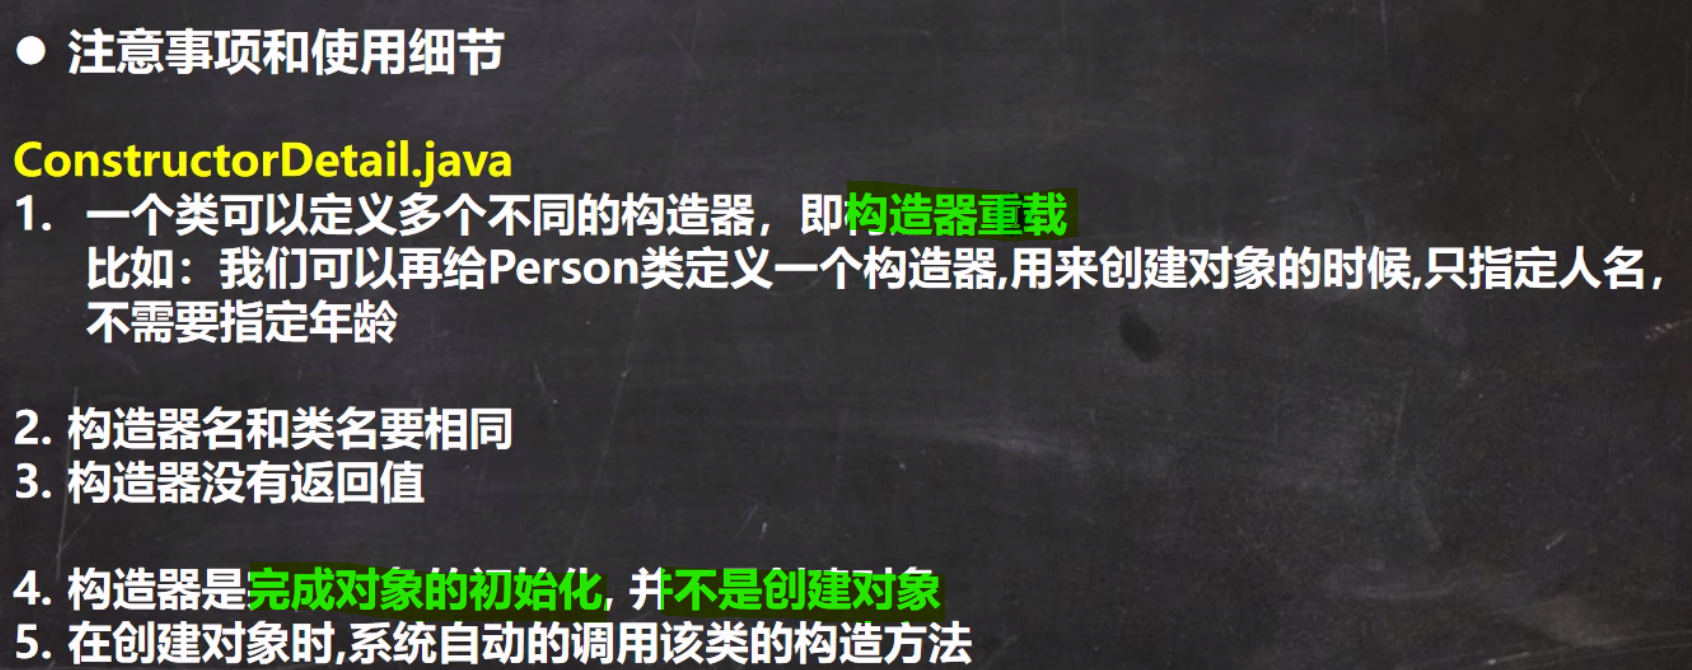 ● 注意事项和使用细节
ConstructorDetail.java
1. 一个类可以定义多个不同的构造器，即构造器重载
比如：我们可以再给Person类定义一个构造器,用来创建对象的时候,只指定人名，
不需要指定年龄
2. 构造器名和类名要相同
3. 构造器没有返回值
4. 构造器是完成对象的初始化, 并不是创建对象
5. 在创建对象时,系统自动的调用该类的构造方法